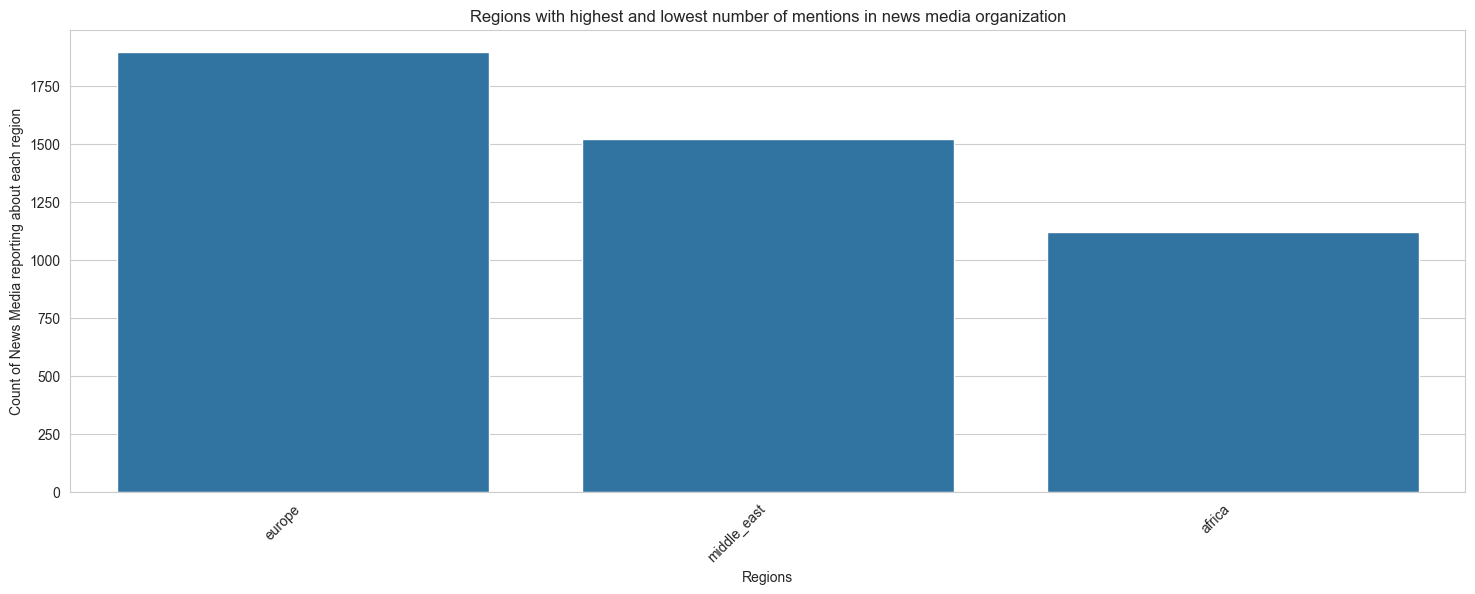 Regions with highest and lowest number of mentions in news media organization
Count of News Media reporting about each region
1750
1500
1250
1000
750
500
250
0
europe
middle_east
africa
Regions